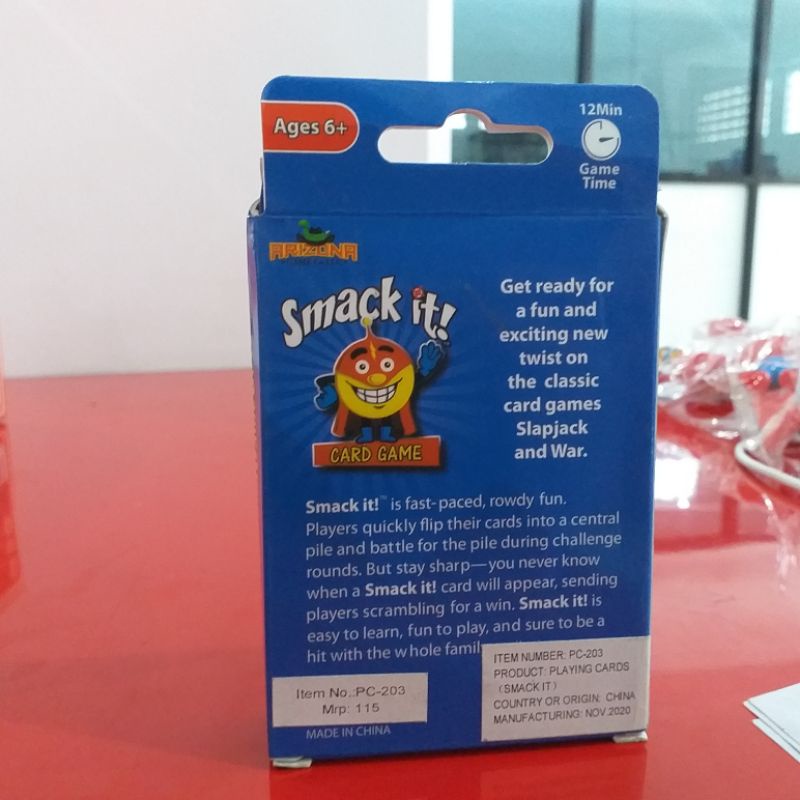 Ages 6+
12Min
Game
Time
ARIZONA
Smack it!
CARD GAME
Get ready for
a fun and
exciting new
twist on
the classic
card games
Slapjack
and War.
Smack it!™ is fast-paced, rowdy fun.
Players quickly flip their cards into a central
pile and battle for the pile during challenge
rounds. But stay sharp—you never know
when a Smack it! card will appear, sending
players scrambling for a win. Smack it! is
easy to learn, fun to play, and sure to be a
hit with the whole famil
Item No.:PC-203
Mrp: 115
MADE IN CHINA
ITEM NUMBER: PC-203
PRODUCT: PLAYING CARDS
(SMACK IT)
COUNTRY OR ORIGIN: CHINA
MANUFACTURING: NOV.2020